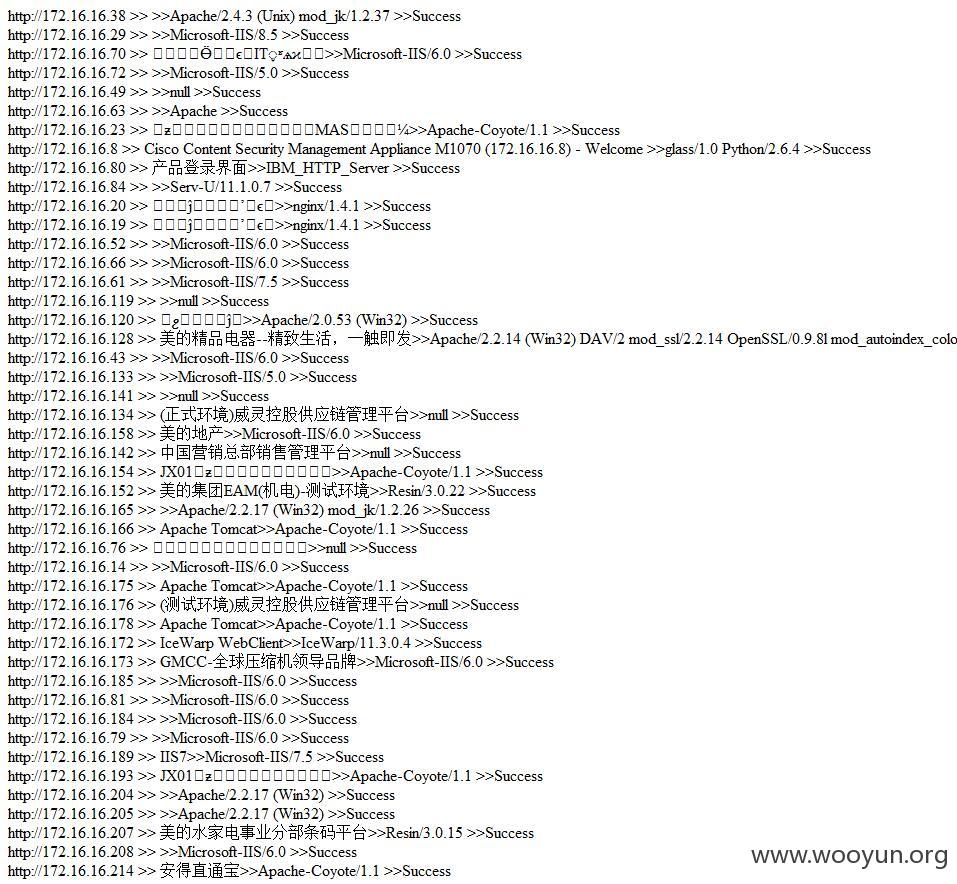 http://172.16.16.38 >> >>Apache/2.4.3 (Unix) mod_jk/1.2.37 >>Success
http://172.16.16.29 >> >>Microsoft-IIS/8.5 >>Success
http://172.16.16.70 >> >>Microsoft-IIS/6.0 >>Success
http://172.16.16.72 >> >>Microsoft-IIS/5.0 >>Success
http://172.16.16.49 >> >>null >>Success
http://172.16.16.63 >> >>Apache >>Success
http://172.16.16.23 >> MAS >>Apache-Coyote/1.1 >>Success
http://172.16.16.8 >> Cisco Content Security Management Appliance M1070 (172.16.16.8) - Welcome >>glass/1.0 Python/2.6.4 >>Success
http://172.16.16.80 >> 产品登录界面>>IBM_HTTP_Server >>Success
http://172.16.16.84 >> >>Serv-U/11.1.0.7 >>Success
http://172.16.16.20 >> >>nginx/1.4.1 >>Success
http://172.16.16.19 >> >>nginx/1.4.1 >>Success
http://172.16.16.52 >> >>Microsoft-IIS/6.0 >>Success
http://172.16.16.66 >> >>Microsoft-IIS/6.0 >>Success
http://172.16.16.61 >> >>Microsoft-IIS/7.5 >>Success
http://172.16.16.119 >> >>null >>Success
http://172.16.16.120 >> >>Apache/2.0.53 (Win32) >>Success
http://172.16.16.128 >> 美的精品电器--精致生活，一触即发>>Apache/2.2.14 (Win32) DAV/2 mod_ssl/2.2.14 OpenSSL/0.9.8l mod_autoindex_colo
http://172.16.16.43 >> >>Microsoft-IIS/6.0 >>Success
http://172.16.16.133 >> >>Microsoft-IIS/5.0 >>Success
http://172.16.16.141 >> >>null >>Success
http://172.16.16.134 >> (正式环境)威灵控股供应链管理平台>>null >>Success
http://172.16.16.158 >> 美的地产>>Microsoft-IIS/6.0 >>Success
http://172.16.16.142 >> 中国营销总部销售管理平台>>null >>Success
http://172.16.16.154 >> JX01 >>Apache-Coyote/1.1 >>Success
http://172.16.16.152 >> 美的集团EAM(机电)-测试环境>>Resin/3.0.22 >>Success
http://172.16.16.165 >> >>Apache/2.2.17 (Win32) mod_jk/1.2.26 >>Success
http://172.16.16.166 >> Apache Tomcat>>Apache-Coyote/1.1 >>Success
http://172.16.16.76 >> >>null >>Success
http://172.16.16.14 >> >>Microsoft-IIS/6.0 >>Success
http://172.16.16.175 >> Apache Tomcat>>Apache-Coyote/1.1 >>Success
http://172.16.16.176 >> (测试环境)威灵控股供应链管理平台>>null >>Success
http://172.16.16.178 >> Apache Tomcat>>Apache-Coyote/1.1 >>Success
http://172.16.16.172 >> IceWarp WebClient>>IceWarp/11.3.0.4 >>Success
http://172.16.16.173 >> GMCC-全球压缩机领导品牌>>Microsoft-IIS/6.0 >>Success
http://172.16.16.185 >> >>Microsoft-IIS/6.0 >>Success
http://172.16.16.81 >> >>Microsoft-IIS/6.0 >>Success
http://172.16.16.184 >> >>Microsoft-IIS/6.0 >>Success
http://172.16.16.79 >> >>Microsoft-IIS/6.0 >>Success
http://172.16.16.189 >> IIS7>>Microsoft-IIS/7.5 >>Success
http://172.16.16.193 >> JX01 >>Apache-Coyote/1.1 >>Success
http://172.16.16.204 >> >>Apache/2.2.17 (Win32) >>Success
http://172.16.16.205 >> >>Apache/2.2.17 (Win32) >>Success
http://172.16.16.207 >> 美的水家电事业分部条码平台>>Resin/3.0.15 >>Success
http://172.16.16.208 >> >>Microsoft-IIS/6.0 >>Success
http://172.16.16.214 >> 安得直通宝>>Apache-Coyote/1.1 >>Success
www.wooyun.org